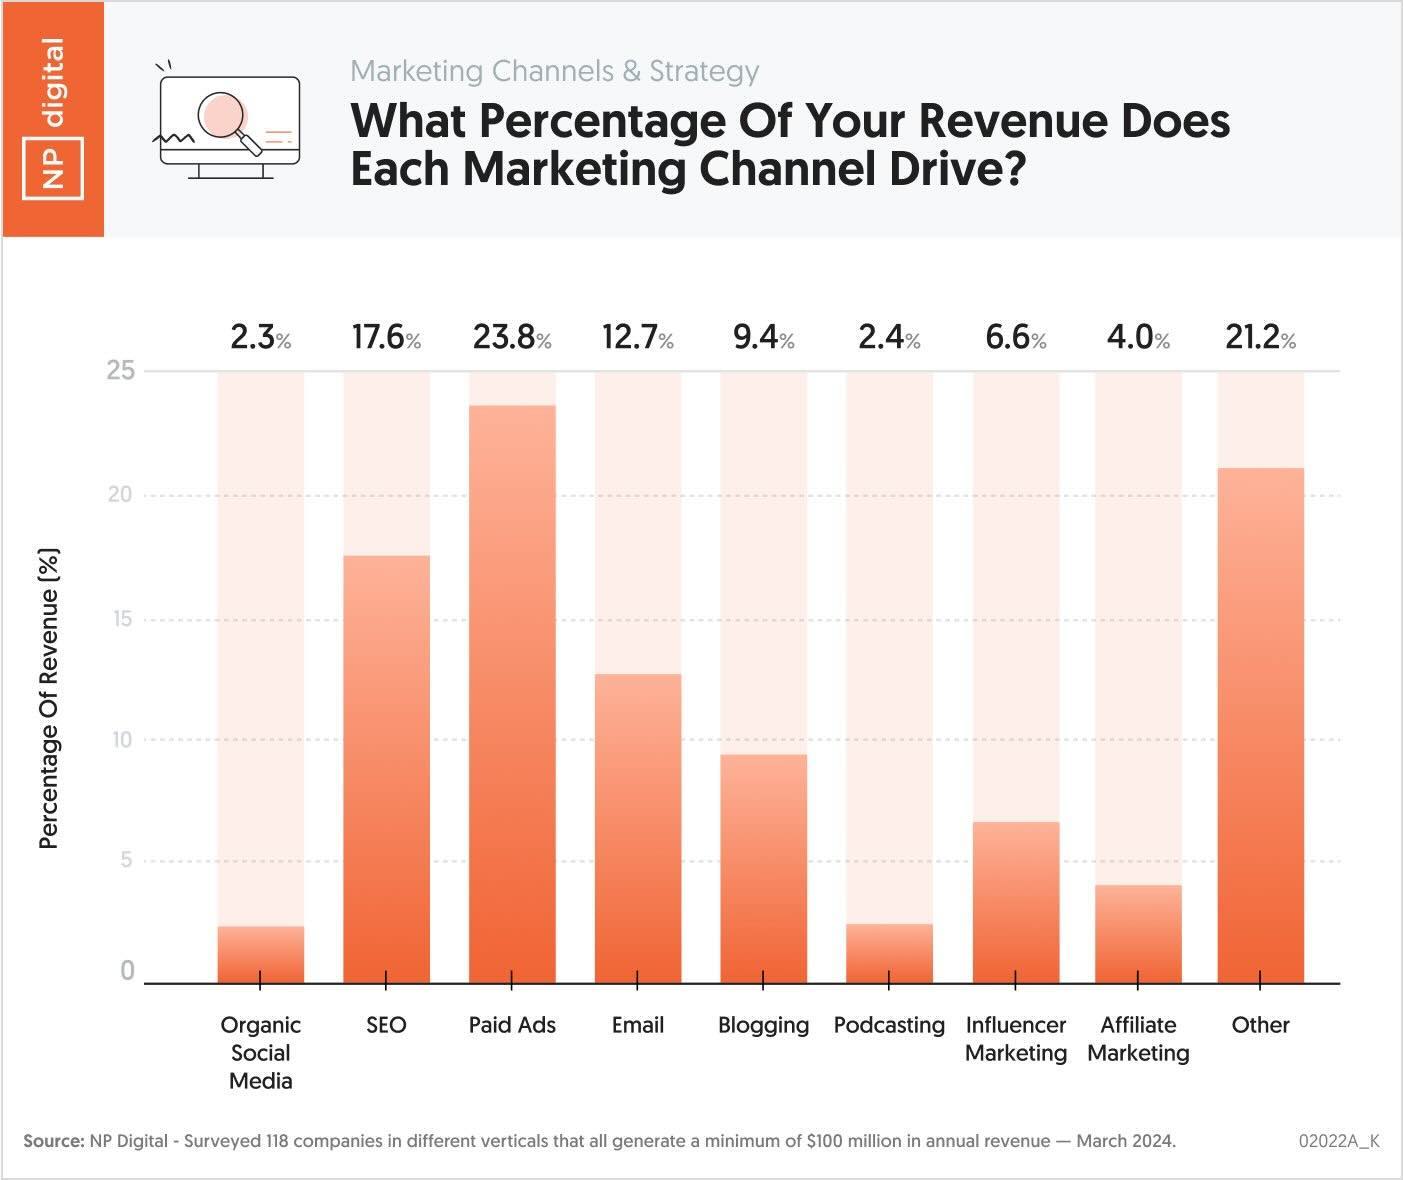 NP digital
Marketing Channels & Strategy
What Percentage Of Your Revenue Does
Each Marketing Channel Drive?
2.3% 17.6% 23.8% 12.7% 9.4% 2.4% 6.6% 4.0% 21.2%
25
20
15
10
5
0
Percentage Of Revenue (%)
Organic SEO Paid Ads Email Blogging Podcasting Influencer Affiliate Other
Social Marketing Marketing
Media
Source: NP Digital - Surveyed 118 companies in different verticals that all generate a minimum of $100 million in annual revenue — March 2024. 02022A_K